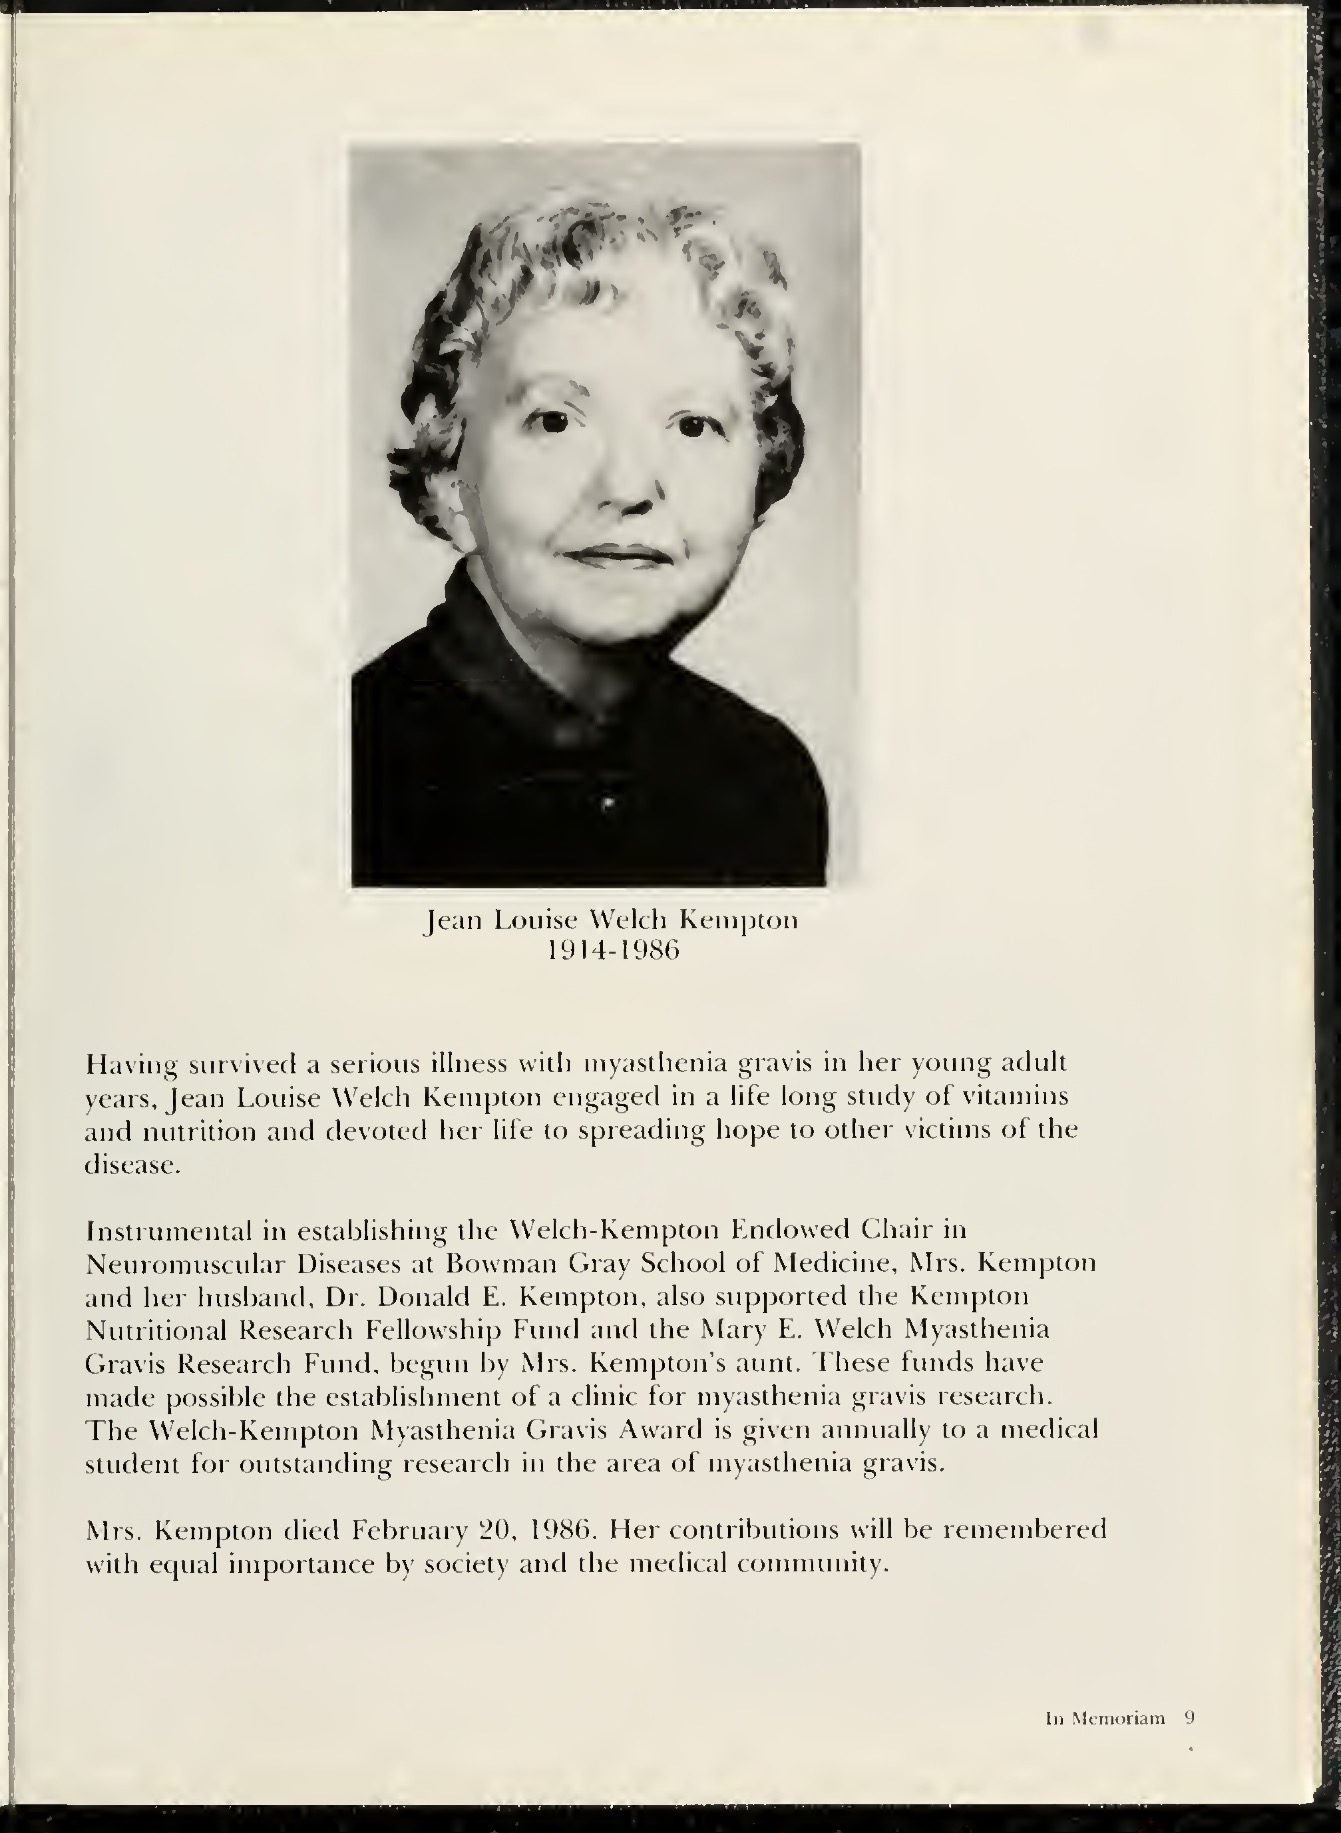 Jean Louise Welch Kempton
1914-1986
Having survived a serious illness with myasthenia gravis in her young adult
years, Jean Louise Welch Kempton engaged in a life long study of vitamins
and nutrition and devoted her life to spreading hope to other victims of the
disease.
Instrumental in establishing the Welch-Kempton Endowed Chair in
Neuromuscular Diseases at Bowman Gray School of Medicine, Mrs. Kempton
and her husband, Dr. Donald E. Kempton, also supported the Kempton
Nutritional Research Fellowship Fund and the Mary E. Welch Myasthenia
Gravis Research Fund, begun by Mrs. Kempton's aunt. These funds have
made possible the establishment of a clinic for myasthenia gravis research.
The Welch-Kempton Myasthenia Gravis Award is given annually to a medical
student for outstanding research in the area of myasthenia gravis.
Mrs. Kempton died February 20, 1986. Her contributions will be remembered
with equal importance by society and the medical community.
In Memoriam 9